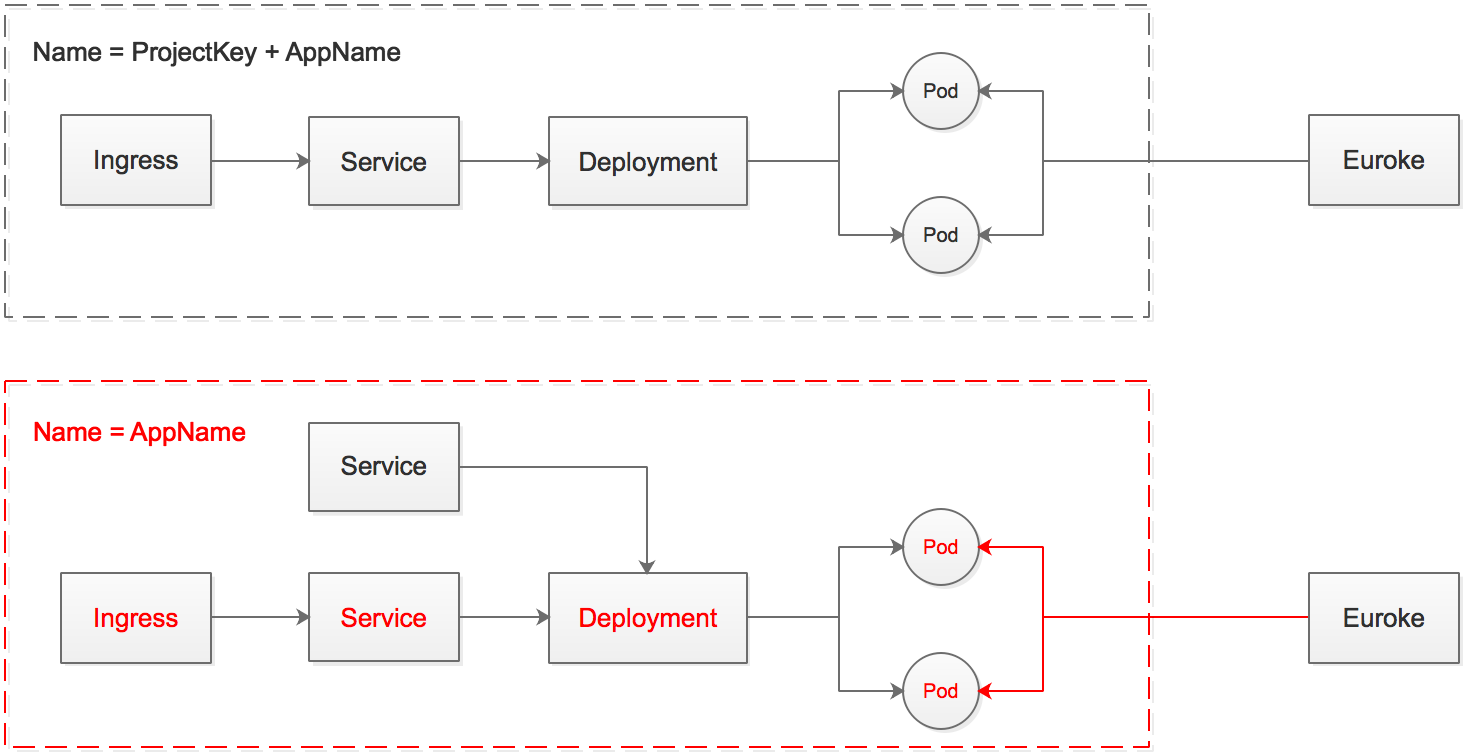 Name = ProjectKey + AppName
Ingress
Service
Deployment
Pod
Pod
Euroke
Name = AppName
Service
Ingress
Service
Deployment
Pod
Pod
Euroke